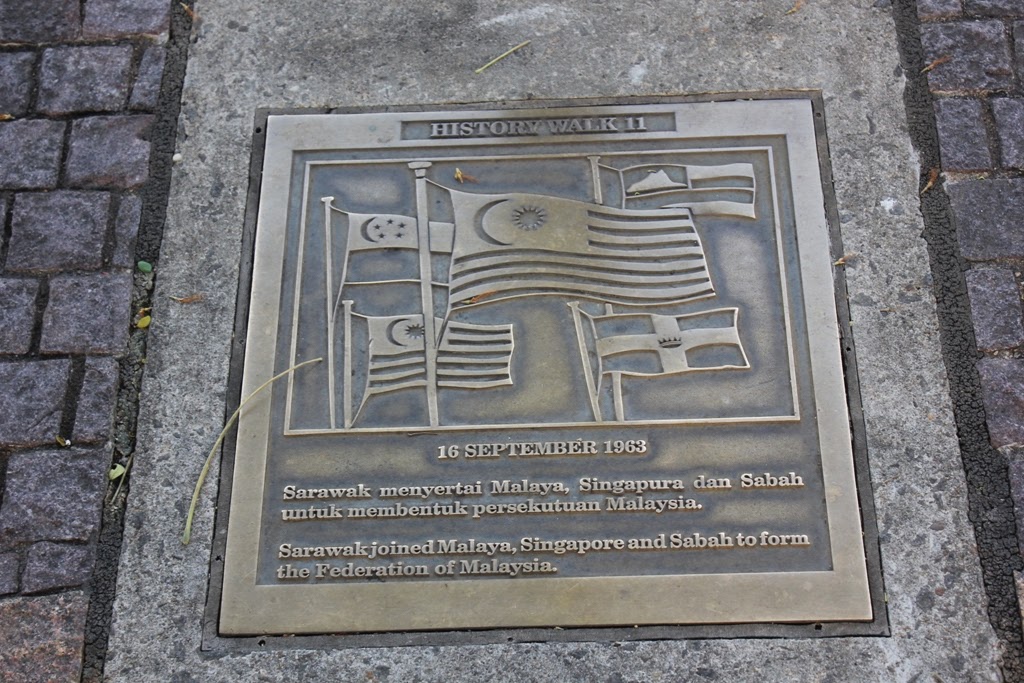 HISTORY WALK 11
16 SEPTEMBER 1963
Sarawak menyertai Malaya, Singapura dan Sabah
untuk membentuk persekutuan Malaysia.
Sarawak joined Malaya, Singapore and Sabah to form
the Federation of Malaysia.